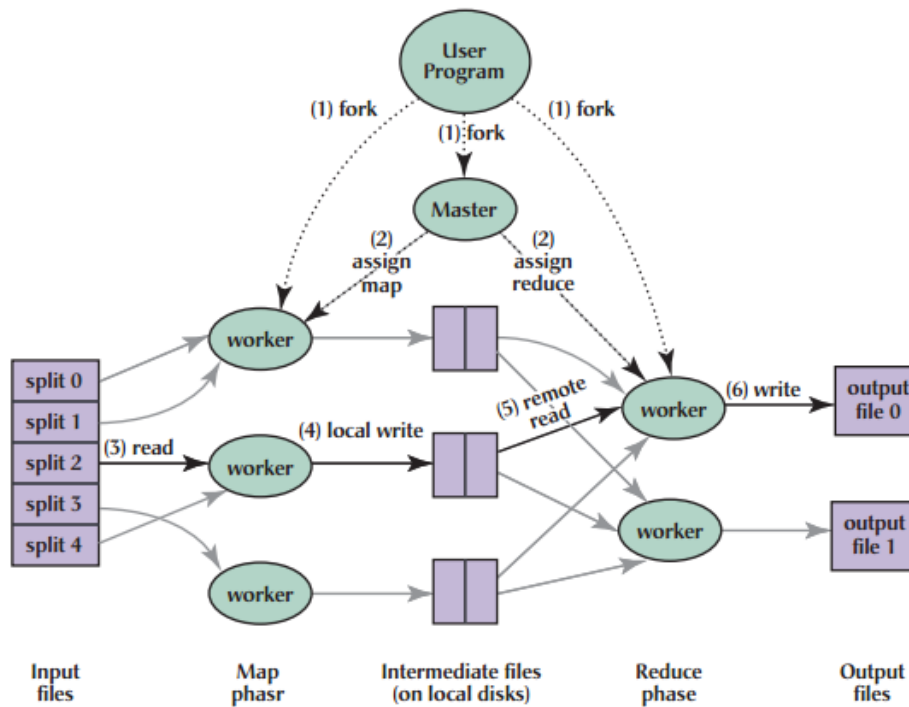 User
Program
(1) fork
(1) fork
(1) fork
Master
(2)
assign
map
(2)
assign
reduce
worker
split 0
split 1
split 2
split 3
split 4
(3) read
worker
(4) local write
(5) remote
read
worker
(6) write
output
file 0
worker
output
file 1
worker
Input
files
Map
phasr
Intermediate files
(on local disks)
Reduce
phase
Output
files